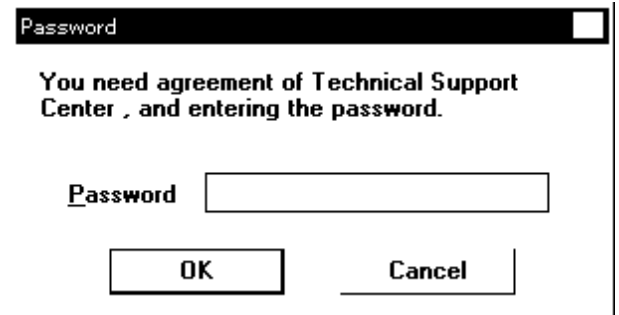 Password
You need agreement of Technical Support
Center , and entering the password.
Password
OK Cancel